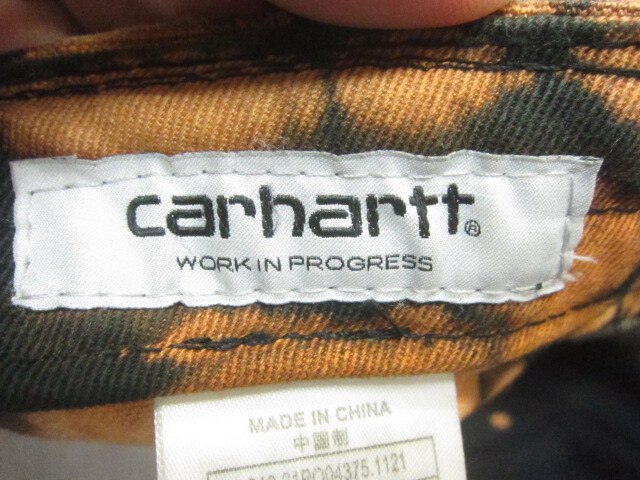 carhartt®
WORK IN PROGRESS
MADE IN CHINA
中國制